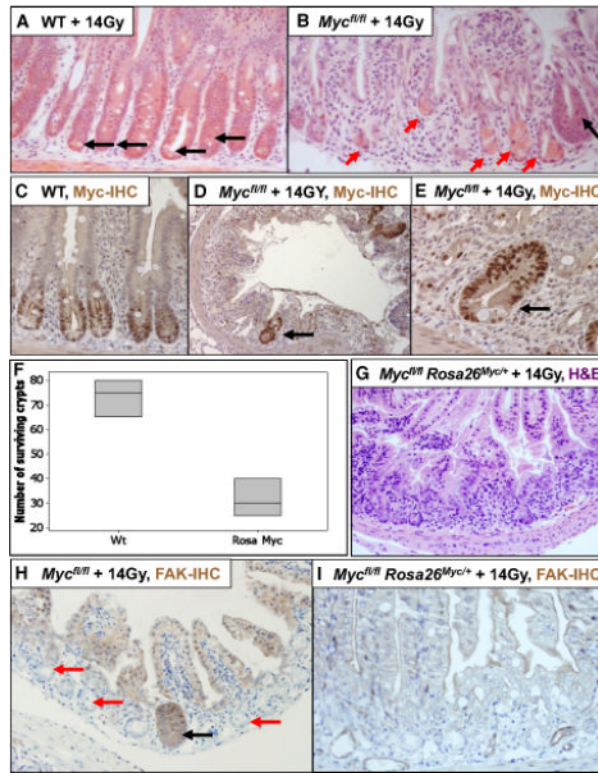 A WT + 14Gy
B Myc^fl/fl + 14Gy
C WT, Myc-IHC
D Myc^fl/fl + 14GY, Myc-IHC
E Myc^fl/fl + 14Gy, Myc-IHC
F
Number of surviving crypts
80
70
60
50
40
30
20
Wt
Rosa Myc
G Myc^fl/fl Rosa26^Myc/+ + 14Gy, H&E
H Myc^fl/fl + 14Gy, FAK-IHC
I Myc^fl/fl Rosa26^Myc/+ + 14Gy, FAK-IHC